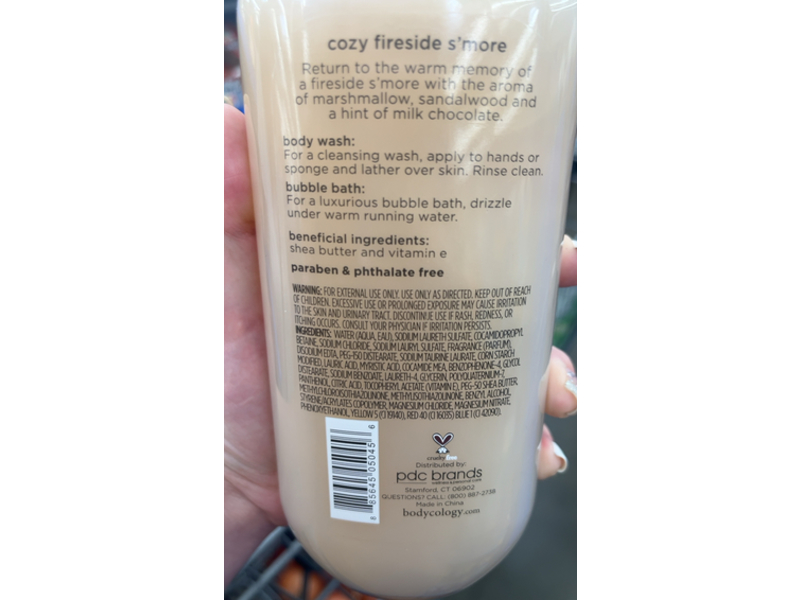 cozy fireside s'more
Return to the warm memory of
a fireside s'more with the aroma
of marshmallow, sandalwood and
a hint of milk chocolate.
body wash:
For a cleansing wash, apply to hands or
sponge and lather over skin. Rinse clean.
bubble bath:
For a luxurious bubble bath, drizzle
under warm running water.
beneficial ingredients:
shea butter and vitamin e
paraben & phthalate free
WARNING: FOR EXTERNAL USE ONLY. USE ONLY AS DIRECTED. KEEP OUT OF REACH
OF CHILDREN. EXCESSIVE USE OR PROLONGED EXPOSURE MAY CAUSE IRRITATION
TO THE SKIN AND URINARY TRACT. DISCONTINUE USE IF RASH, REDNESS, OR
ITCHING OCCURS. CONSULT YOUR PHYSICIAN IF IRRITATION PERSISTS.
INGREDIENTS: WATER (AQUA, EAU), SODIUM LAURETH SULFATE, COCAMIDOPROPYL
BETAINE, SODIUM CHLORIDE, SODIUM LAURYL SULFATE, FRAGRANCE (PARFUM),
DISODIUM EDTA, PEG-150 DISTEARATE, SODIUM TAURINE LAURATE, CORN STARCH
MODIFIED, LAURIC ACID, MYRISTIC ACID, COCAMIDE MEA, BENZOPHENONE-4, GLYCOL
DISTEARATE, SODIUM BENZOATE, LAURETH-4, GLYCERIN, POLYQUATERNIUM-7,
PANTHENOL, CITRIC ACID, TOCOPHERYL ACETATE (VITAMIN E), PEG-50 SHEA BUTTER,
METHYLCHLOROISOTHIAZOLINONE, METHYLISOTHIAZOLINONE, BENZYL ALCOHOL,
STYRENE/ACRYLATES COPOLYMER, MAGNESIUM CHLORIDE, MAGNESIUM NITRATE,
PHENOXYETHANOL, YELLOW 5 (CI 19140), RED 40 (CI 16035) BLUE 1 (CI 42090).
8 85645 05045 6
cruelty free
Distributed by:
pdc brands
Stamford, CT 06902
QUESTIONS? CALL: (800) 887-2738
Made in China
bodycology.com